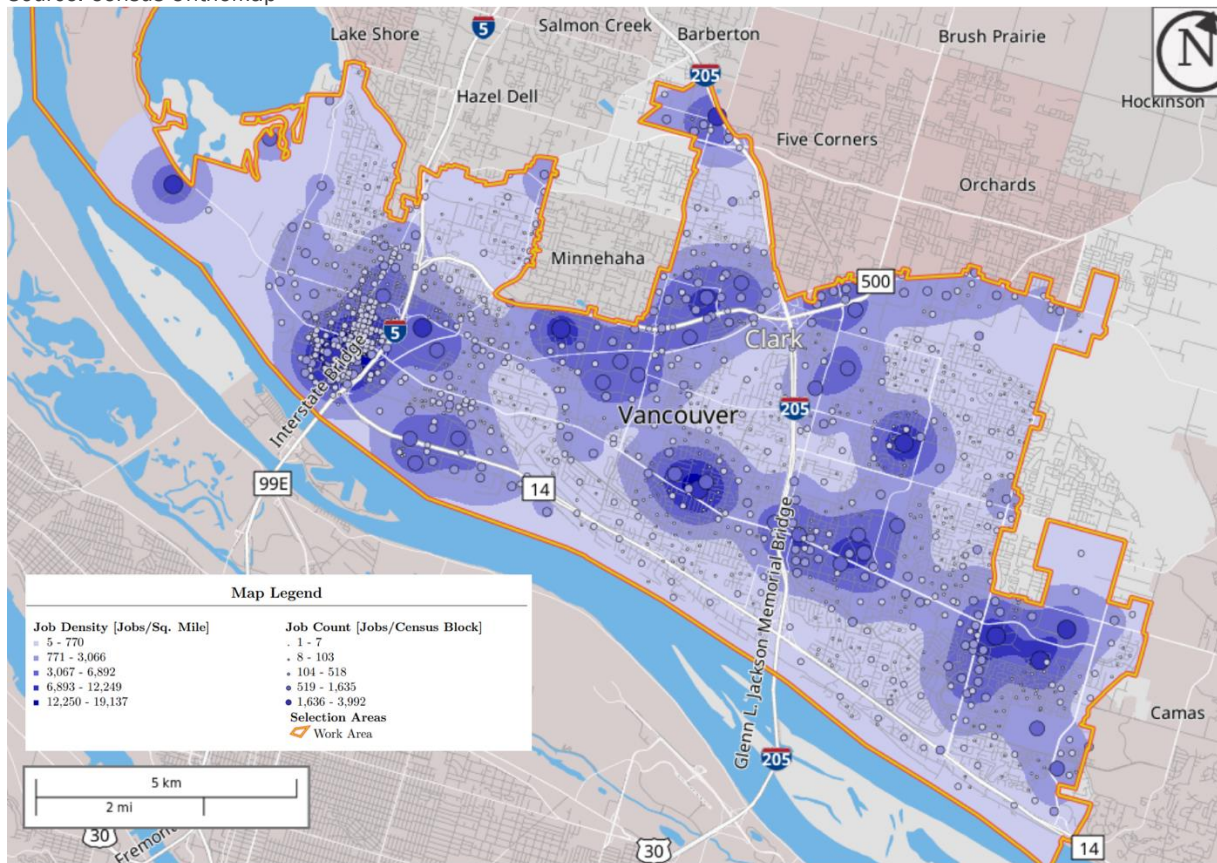 Source: Census OnTheMap
Lake Shore
5
Salmon Creek
Barberton
Brush Prairie
N
205
Hazel Dell
Hockinson
Five Corners
Orchards
Minnehaha
500
5
Clark
Interstate Bridge
205
Vancouver
99E
14
Glenn L. Jackson Memorial Bridge
Map Legend
Job Density [Jobs/Sq. Mile]
5 - 770
771 - 3,066
3,067 - 6,892
6,893 - 12,249
12,250 - 19,137
Job Count [Jobs/Census Block]
1 - 7
8 - 103
104 - 518
519 - 1,635
1,636 - 3,992
Selection Areas
Work Area
Camas
205
5 km
2 mi
30
30
14